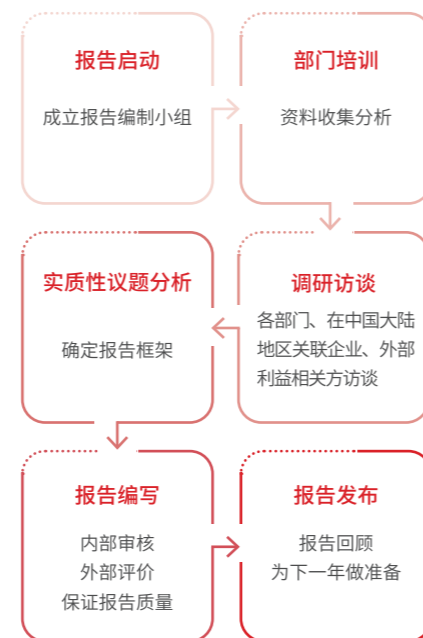 报告启动
成立报告编制小组
部门培训
资料收集分析
调研访谈
各部门、在中国大陆
地区关联企业、外部
利益相关方访谈
实质性议题分析
确定报告框架
报告编写
内部审核
外部评价
保证报告质量
报告发布
报告回顾
为下一年做准备